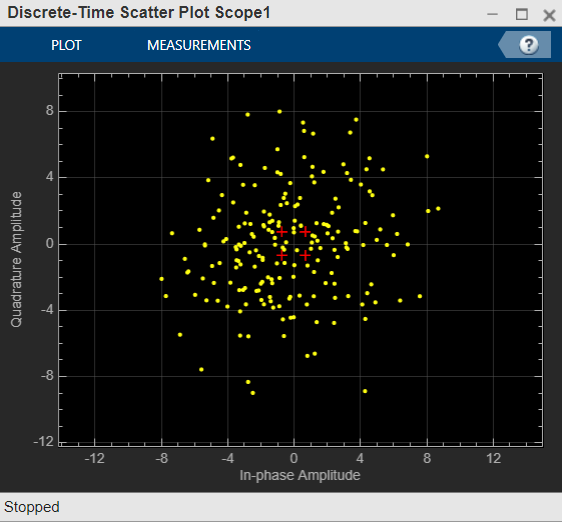 Discrete-Time Scatter Plot Scope1
PLOT MEASUREMENTS ?
8
4
0
-4
-8
-12
Quadrature Amplitude
-12 -8 -4 0 4 8 12
In-phase Amplitude
Stopped